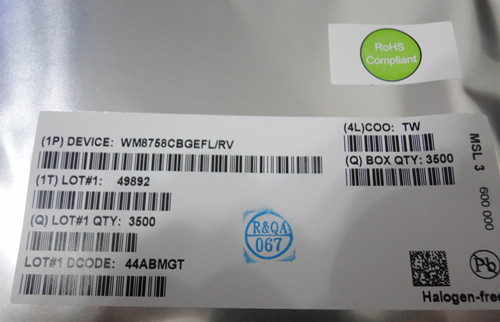 RoHS
Compliant
(1P) DEVICE: WM8758CBGEFL/RV
(4L)COO: TW
(Q) BOX QTY: 3500
(1T) LOT#1: 49892
(Q) LOT#1 QTY: 3500
LOT#1 DCODE: 44ABMGT
R&QA
067
MSL 3 600 000
Pb
Halogen-free